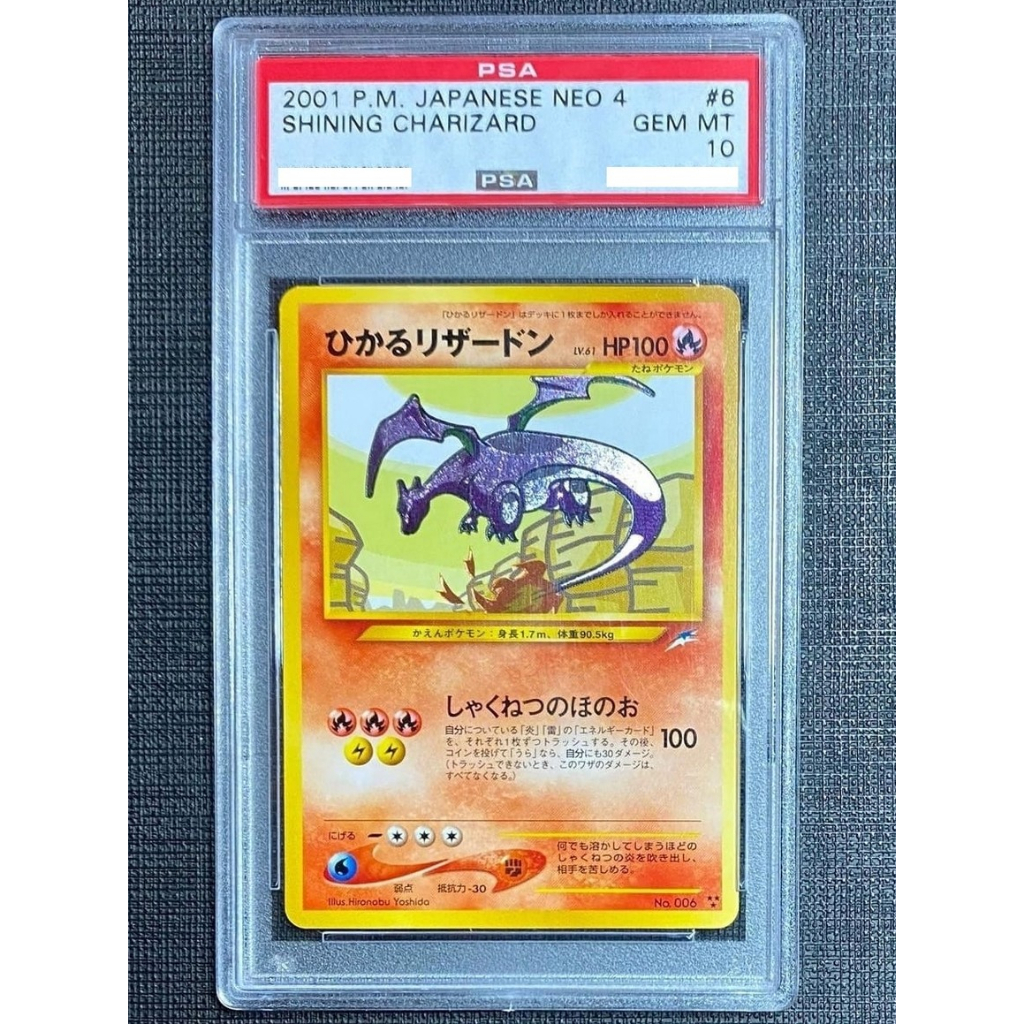 PSA
2001 P.M. JAPANESE NEO 4 #6
SHINING CHARIZARD GEM MT
10
PSA
「ひかるリザードン」はデッキに1枚までしか入れることができません。
ひかるリザードン LV.61 HP100
たねポケモン
かえんポケモン：身長1.7m、体重90.5kg
しゃくねつのほのお
自分についている「炎」「雷」の「エネルギーカード」
を、それぞれ1枚ずつトラッシュする。その後、
コインを投げて「うら」なら、自分にも30ダメージ。
（トラッシュできないとき、このワザのダメージは、
すべてなくなる。）
100
にげる
何でも溶かしてしまうほどの
しゃくねつの炎を吹き出し、
相手を苦しめる。
弱点 抵抗力-30
Illus.Hironobu Yoshida
No. 006